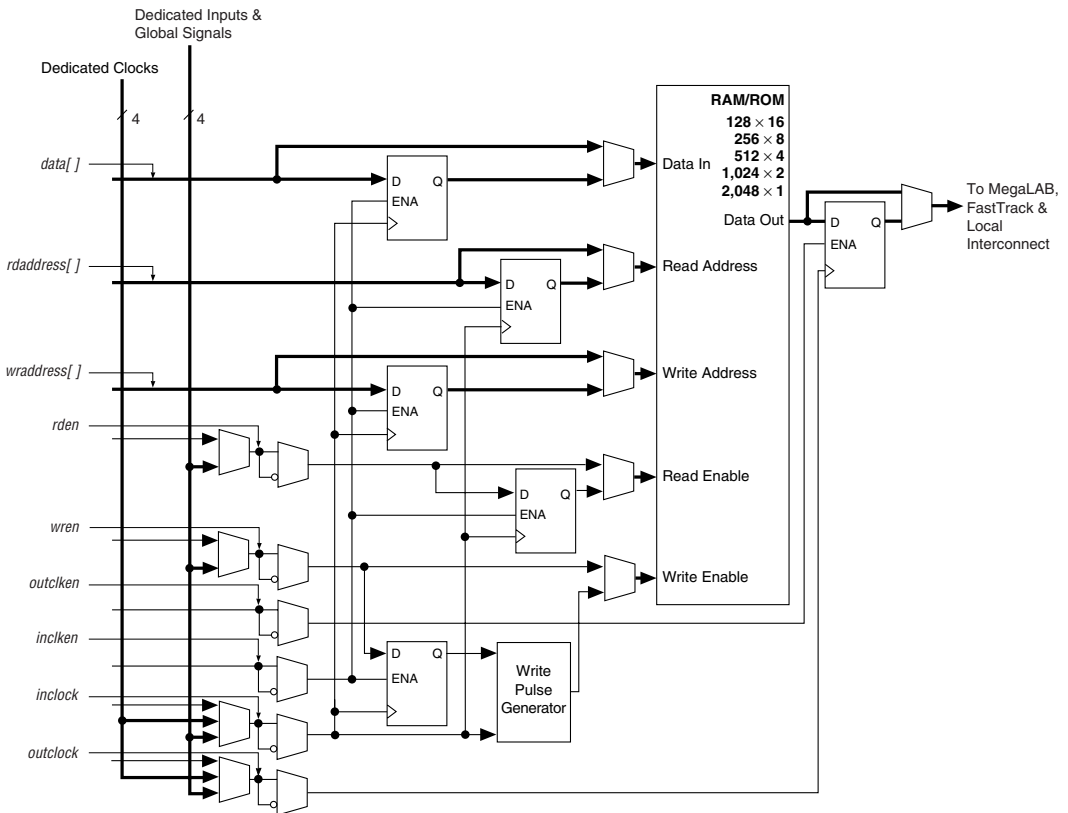 Dedicated Inputs &
Global Signals
Dedicated Clocks
4
4
RAM/ROM
128 × 16
256 × 8
512 × 4
1,024 × 2
2,048 × 1
data[ ]
D Q
ENA
Data In
Data Out
D Q
ENA
To MegaLAB,
FastTrack &
Local
Interconnect
rdaddress[ ]
D Q
ENA
Read Address
wraddress[ ]
D Q
ENA
Write Address
rden
D Q
ENA
Read Enable
wren
Write Enable
outclken
inclken
D Q
ENA
Write
Pulse
Generator
inclock
outclock